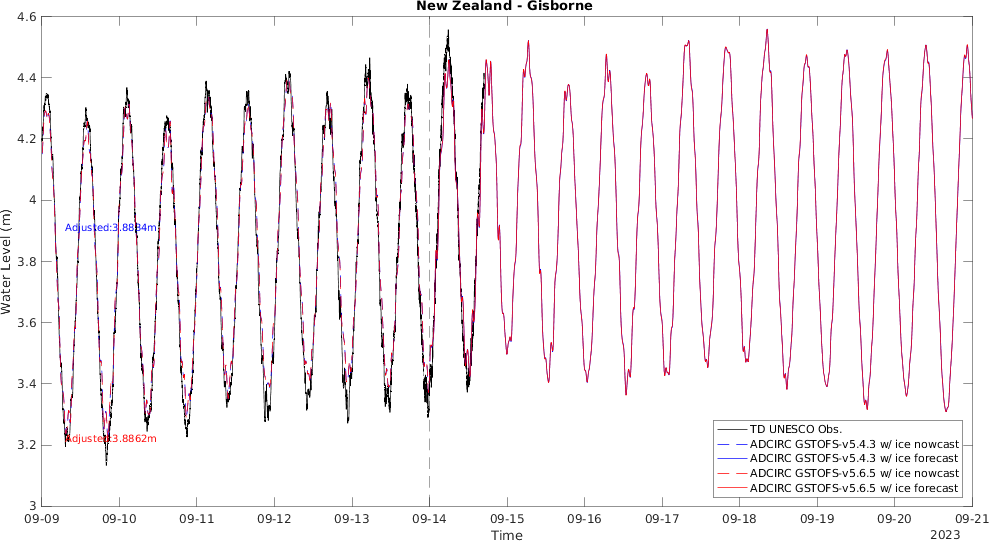 New Zealand - Gisborne
4.6
4.4
4.2
4
3.8
3.6
3.4
3.2
3
Water Level (m)
Adjusted:3.8834m
Adjusted:3.8862m
TD UNESCO Obs.
ADCIRC GSTOFS-v5.4.3 w/ ice nowcast
ADCIRC GSTOFS-v5.4.3 w/ ice forecast
ADCIRC GSTOFS-v5.6.5 w/ ice nowcast
ADCIRC GSTOFS-v5.6.5 w/ ice forecast
09-09 09-10 09-11 09-12 09-13 09-14 09-15 09-16 09-17 09-18 09-19 09-20 09-21
Time
2023